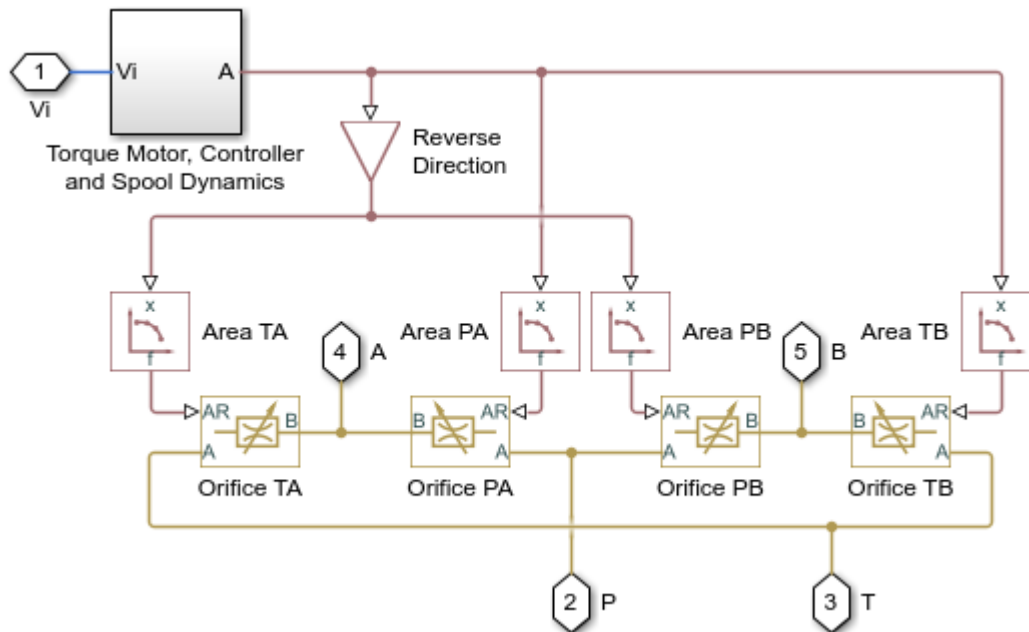 1
Vi
Vi
A
Torque Motor, Controller
and Spool Dynamics
Reverse
Direction
x
f
Area TA
4
A
Area PA
x
f
x
f
Area PB
5
B
Area TB
x
f
AR
B
A
Orifice TA
AR
A
Orifice PA
AR
B
A
Orifice PB
B
AR
A
Orifice TB
2
P
3
T